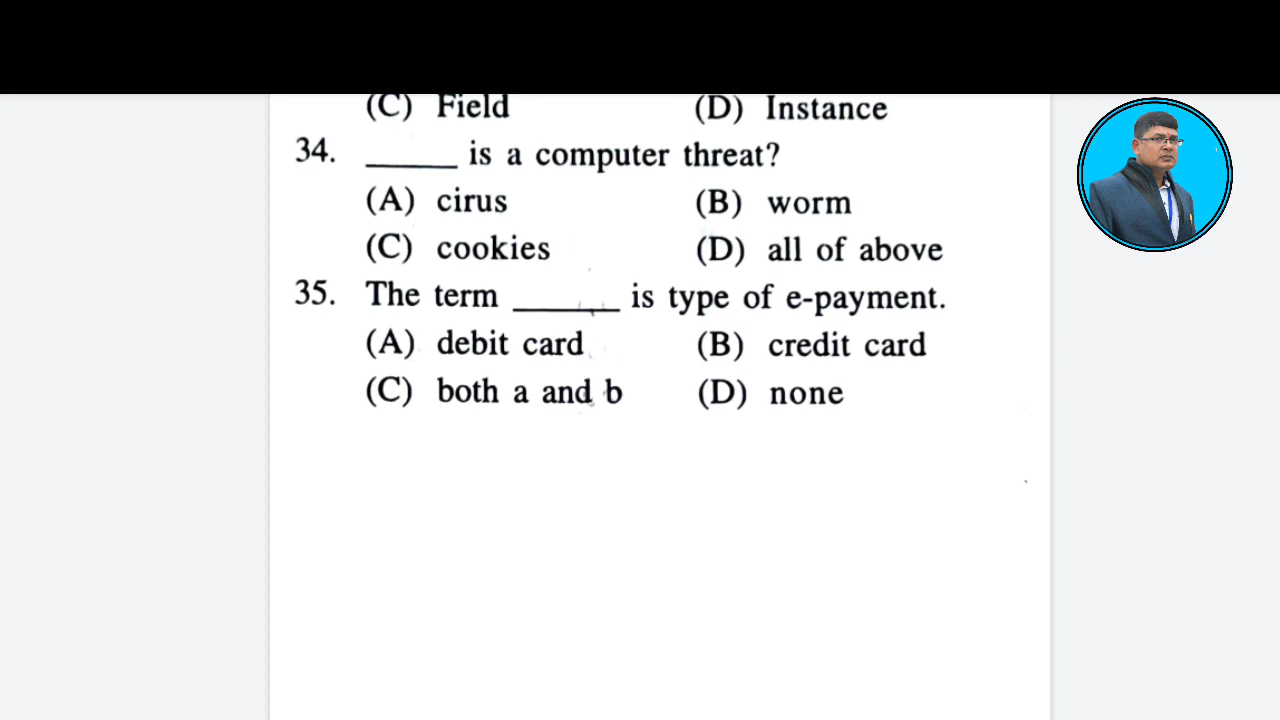 (C) Field (D) Instance
34. ______ is a computer threat?
(A) cirus (B) worm
(C) cookies (D) all of above
35. The term _______ is type of e-payment.
(A) debit card (B) credit card
(C) both a and b (D) none